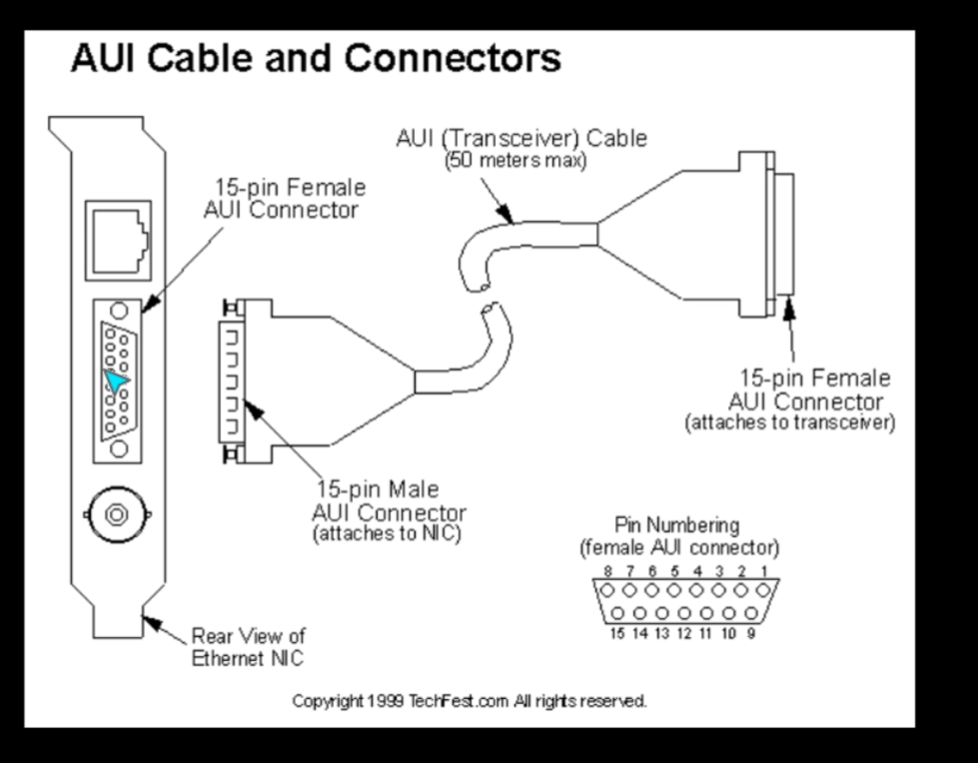 AUI Cable and Connectors
AUI (Transceiver) Cable
(50 meters max)
15-pin Female
AUI Connector
15-pin Female
AUI Connector
(attaches to transceiver)
15-pin Male
AUI Connector
(attaches to NIC)
Pin Numbering
(female AUI connector)
8 7 6 5 4 3 2 1
15 14 13 12 11 10 9
Rear View of
Ethernet NIC
Copyright 1999 TechFest.com All rights reserved.